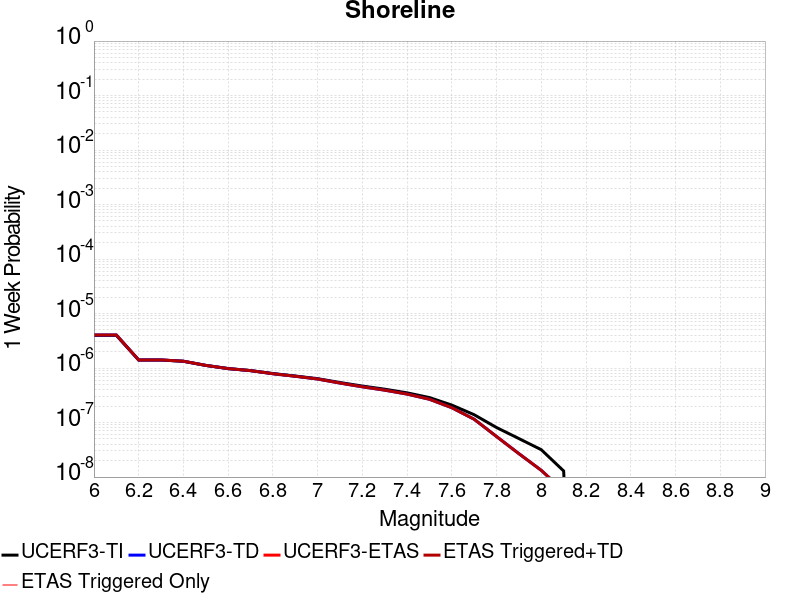 Shoreline
10^0
10^-1
10^-2
10^-3
10^-4
10^-5
10^-6
10^-7
10^-8
1 Week Probability
6 6.2 6.4 6.6 6.8 7 7.2 7.4 7.6 7.8 8 8.2 8.4 8.6 8.8 9
Magnitude
UCERF3-TI UCERF3-TD UCERF3-ETAS ETAS Triggered+TD
ETAS Triggered Only